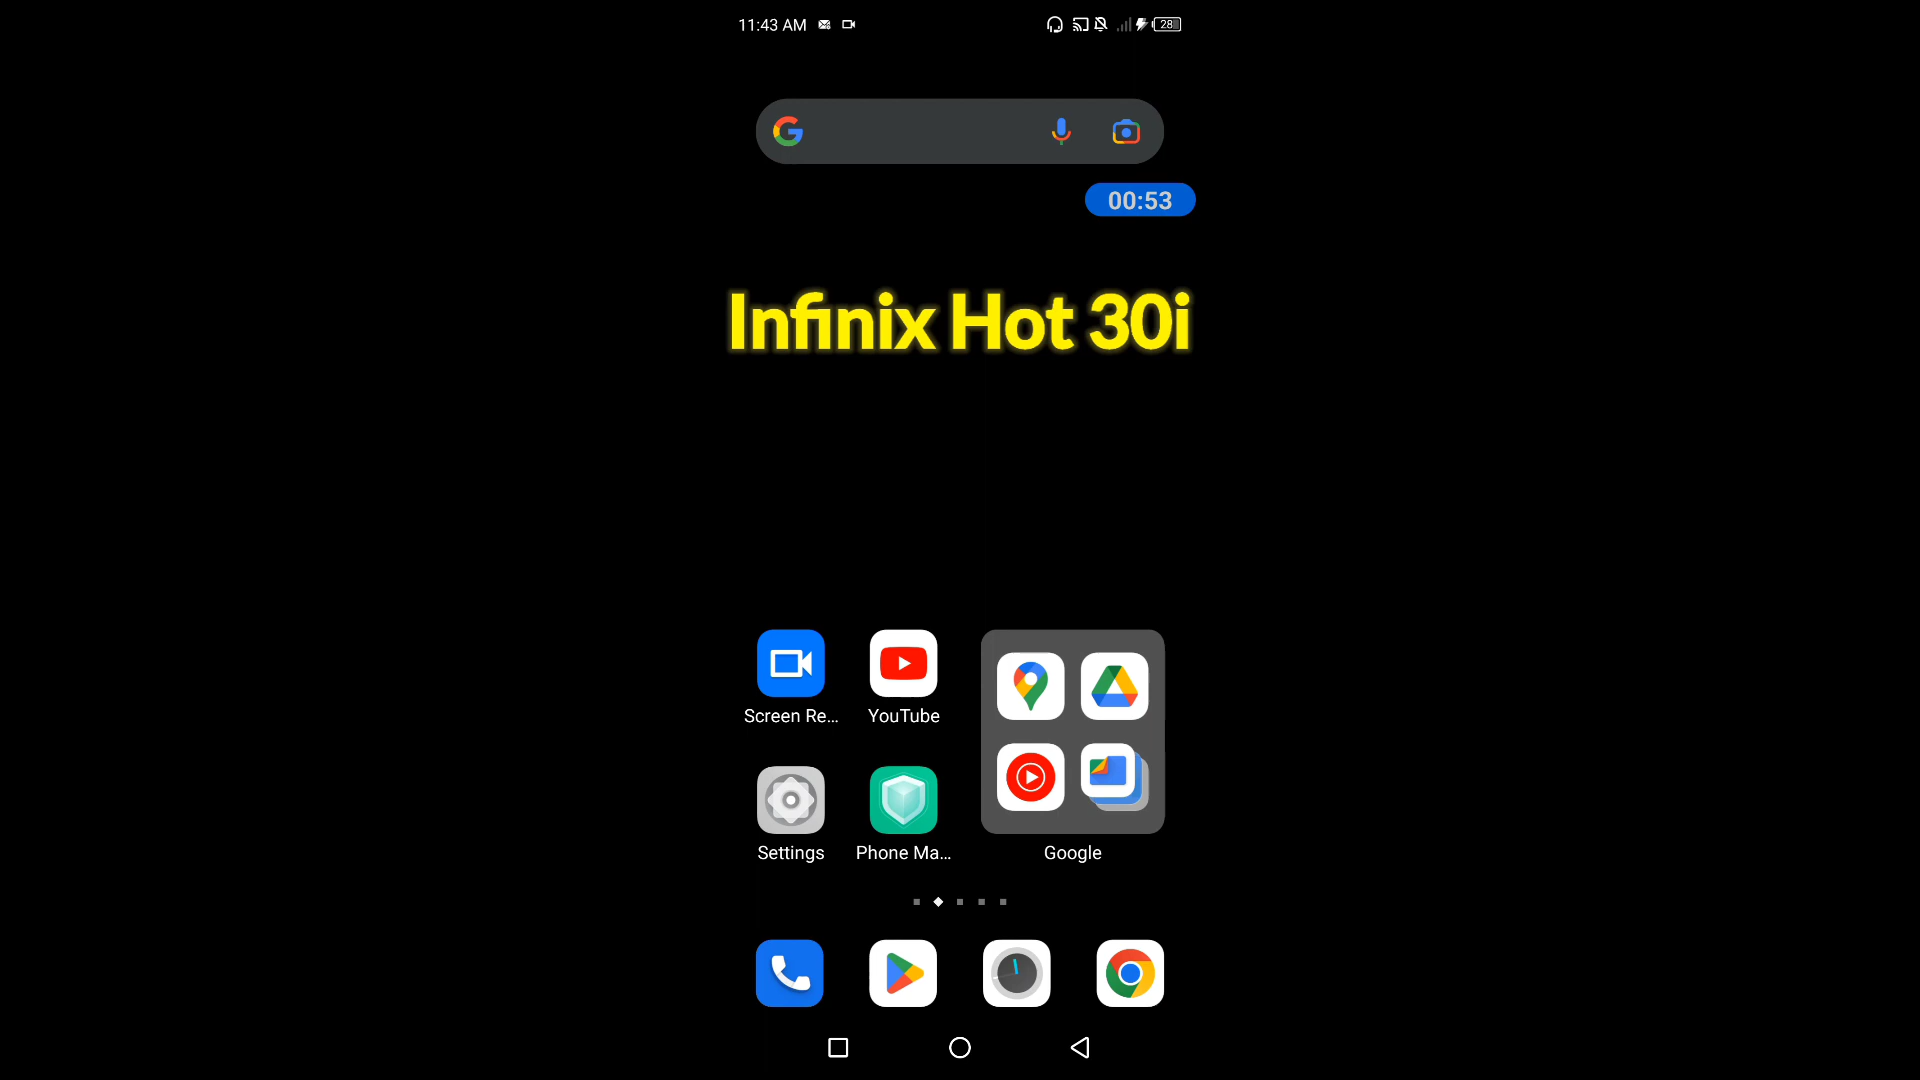 11:43 AM
28
00:53
Infinix Hot 30i
Screen Re...
YouTube
Settings
Phone Ma...
Google